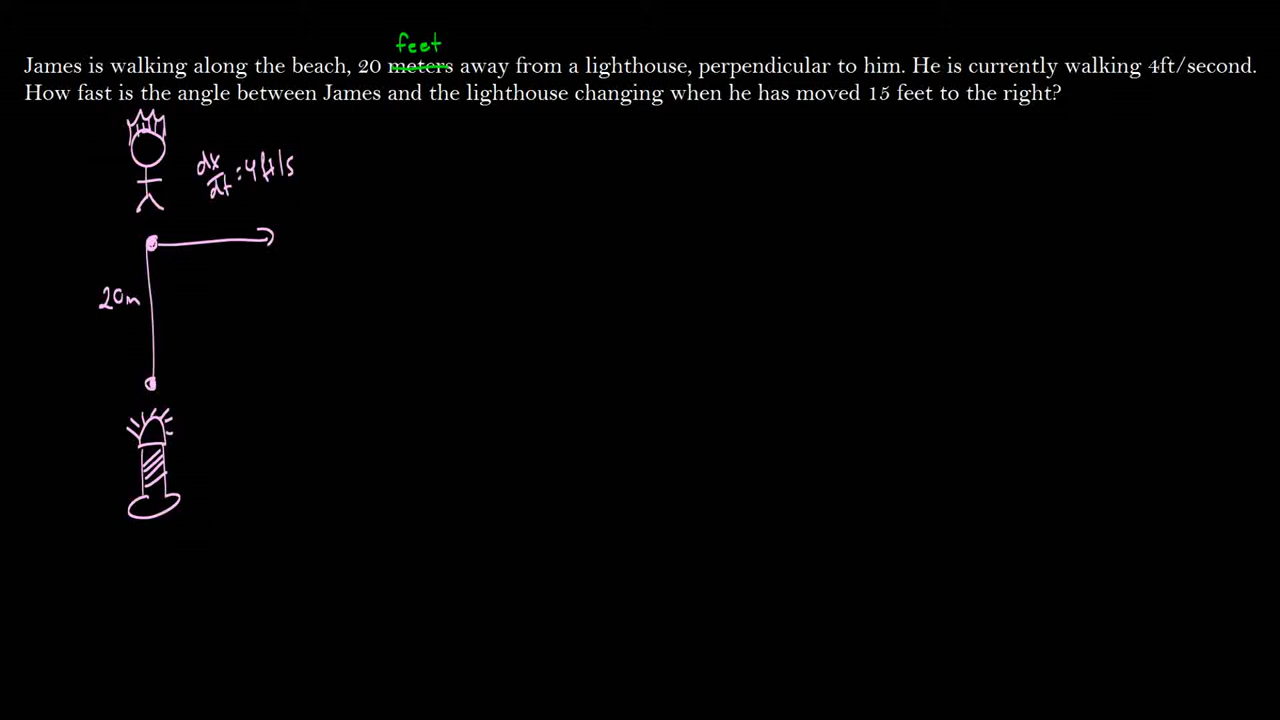 feet
James is walking along the beach, 20 meters away from a lighthouse, perpendicular to him. He is currently walking 4ft/second.
How fast is the angle between James and the lighthouse changing when he has moved 15 feet to the right?
dx/dt = 4 ft/s
20m